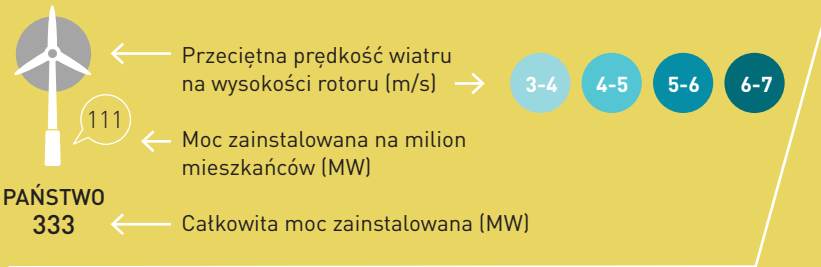 Przeciętna prędkość wiatru
na wysokości rotoru (m/s)
3-4 4-5 5-6 6-7
111
Moc zainstalowana na milion
mieszkańców (MW)
PAŃSTWO
333
Całkowita moc zainstalowana (MW)